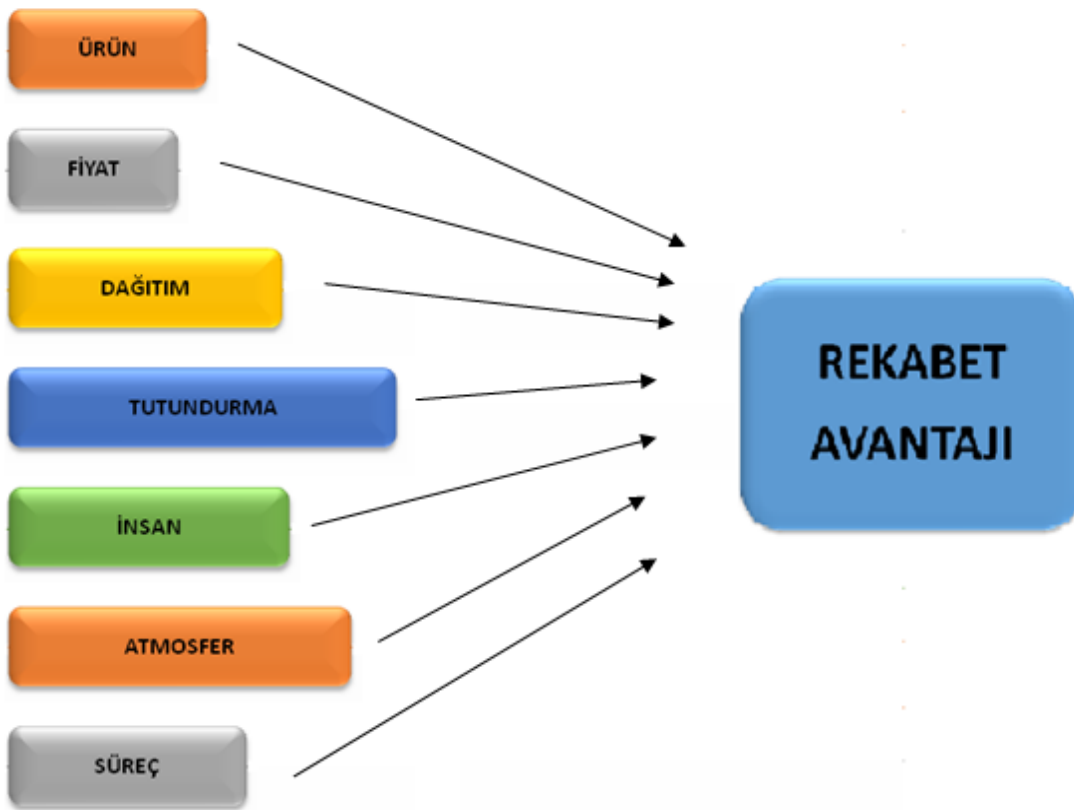 ÜRÜN
FİYAT
DAĞITIM
TUTUNDURMA
İNSAN
ATMOSFER
SÜREÇ
REKABET
AVANTAJI